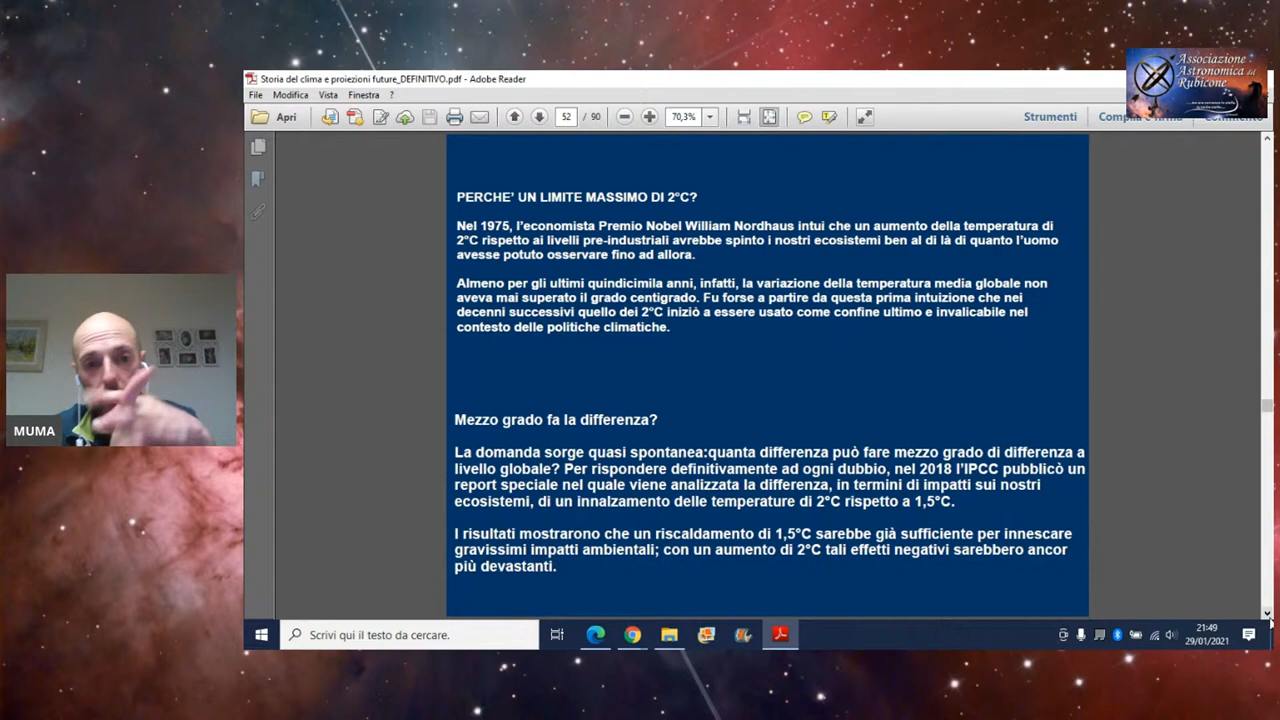 Associazione
Astronomica del
Rubicone
Storia del clima e proiezioni future_DEFINITIVO.pdf - Adobe Reader
File Modifica Vista Finestra ?
Apri 52 / 90 70,3% Strumenti
PERCHE' UN LIMITE MASSIMO DI 2°C?
Nel 1975, l'economista Premio Nobel William Nordhaus intuì che un aumento della temperatura di
2°C rispetto ai livelli pre-industriali avrebbe spinto i nostri ecosistemi ben al di là di quanto l'uomo
avesse potuto osservare fino ad allora.
Almeno per gli ultimi quindicimila anni, infatti, la variazione della temperatura media globale non
aveva mai superato il grado centigrado. Fu forse a partire da questa prima intuizione che nei
decenni successivi quello dei 2°C iniziò a essere usato come confine ultimo e invalicabile nel
contesto delle politiche climatiche.
Mezzo grado fa la differenza?
La domanda sorge quasi spontanea:quanta differenza può fare mezzo grado di differenza a
livello globale? Per rispondere definitivamente ad ogni dubbio, nel 2018 l'IPCC pubblicò un
report speciale nel quale viene analizzata la differenza, in termini di impatti sui nostri
ecosistemi, di un innalzamento delle temperature di 2°C rispetto a 1,5°C.
I risultati mostrarono che un riscaldamento di 1,5°C sarebbe già sufficiente per innescare
gravissimi impatti ambientali; con un aumento di 2°C tali effetti negativi sarebbero ancor
più devastanti.
MUMA
Scrivi qui il testo da cercare.
21:49
29/01/2021